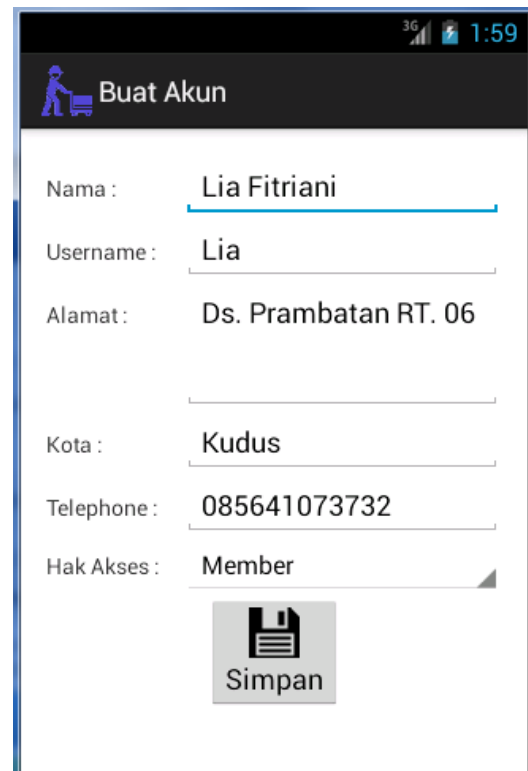 3G 1:59
Buat Akun
Nama : Lia Fitriani
Username : Lia
Alamat : Ds. Prambatan RT. 06
Kota : Kudus
Telephone : 085641073732
Hak Akses : Member
Simpan